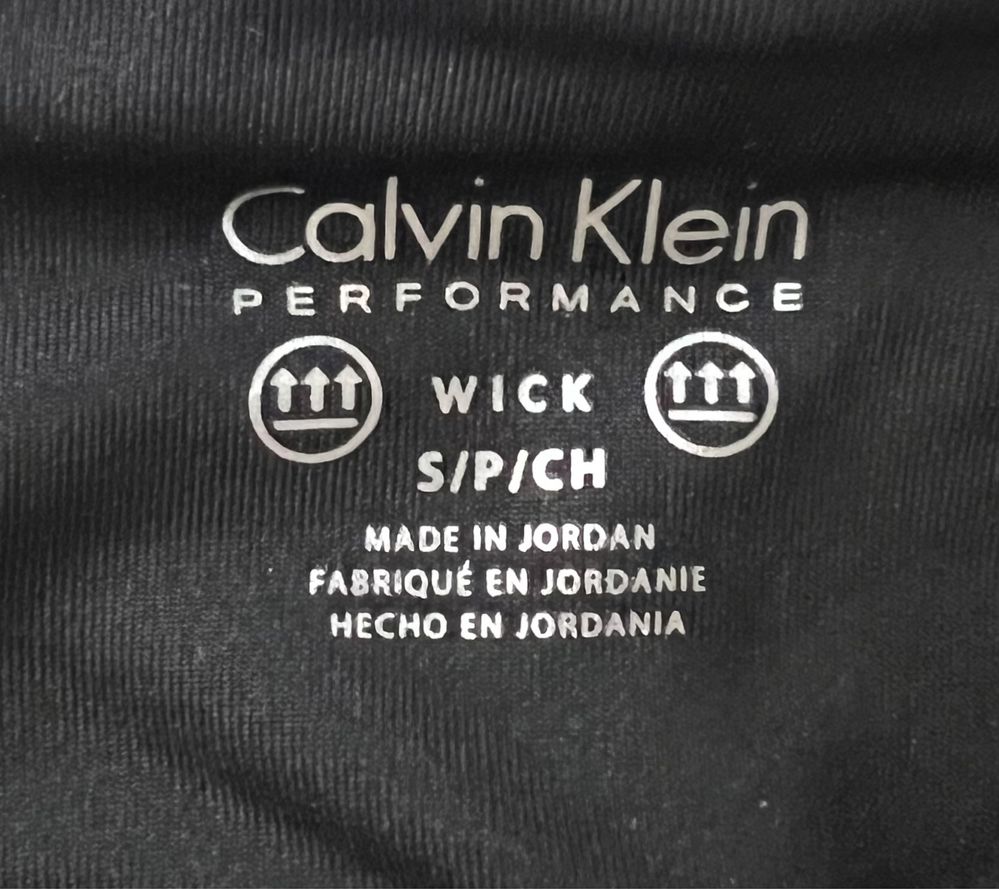 Calvin Klein
PERFORMANCE
WICK
S/P/CH
MADE IN JORDAN
FABRIQUÉ EN JORDANIE
HECHO EN JORDANIA